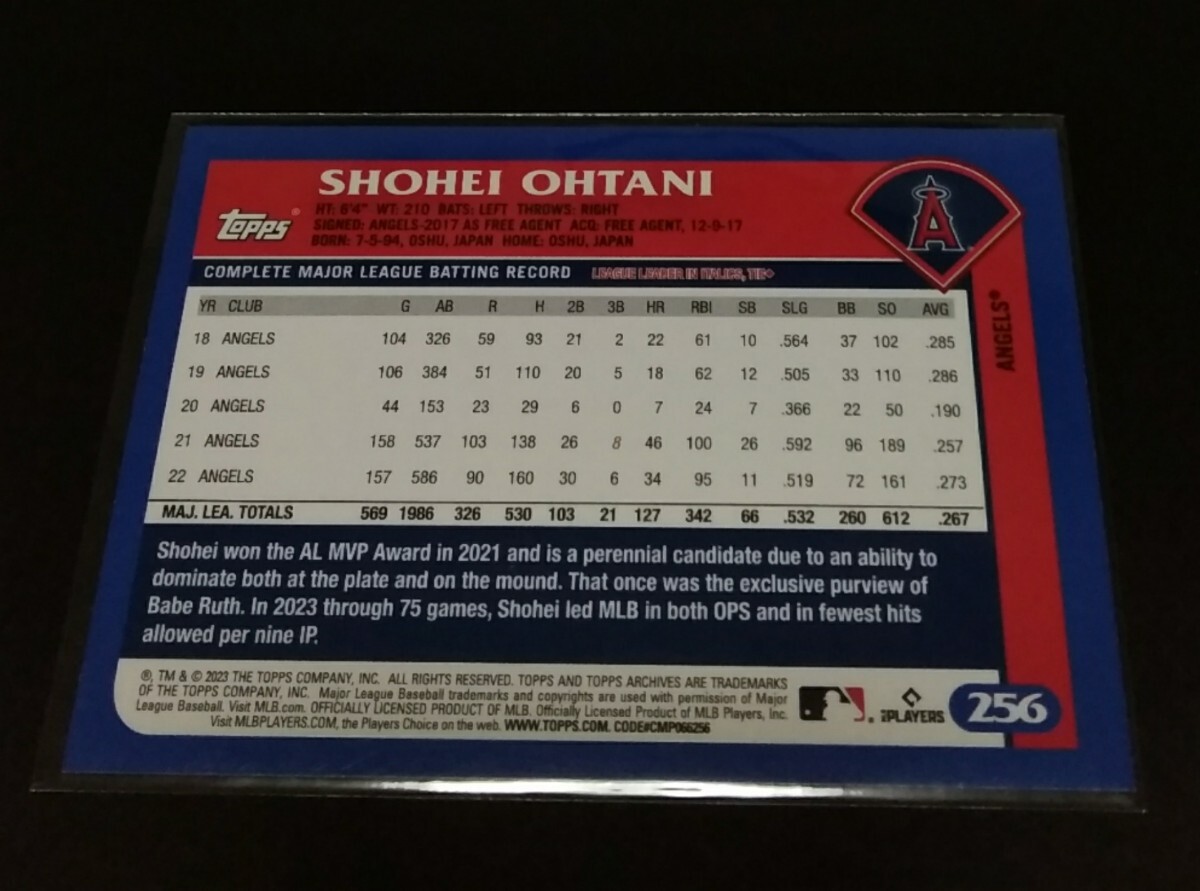 SHOHEI OHTANI
Topps®
HT: 6'4" WT: 210 BATS: LEFT THROWS: RIGHT
SIGNED: ANGELS-2017 AS FREE AGENT ACQ: FREE AGENT, 12-9-17
BORN: 7-5-94, OSHU, JAPAN HOME: OSHU, JAPAN
A
ANGELS®
COMPLETE MAJOR LEAGUE BATTING RECORD LEAGUE LEADER IN ITALICS, TIE♦
YR CLUB G AB R H 2B 3B HR RBI SB SLG BB SO AVG
18 ANGELS 104 326 59 93 21 2 22 61 10 .564 37 102 .285
19 ANGELS 106 384 51 110 20 5 18 62 12 .505 33 110 .286
20 ANGELS 44 153 23 29 6 0 7 24 7 .366 22 50 .190
21 ANGELS 158 537 103 138 26 8 46 100 26 .592 96 189 .257
22 ANGELS 157 586 90 160 30 6 34 95 11 .519 72 161 .273
MAJ. LEA. TOTALS 569 1986 326 530 103 21 127 342 66 .532 260 612 .267
Shohei won the AL MVP Award in 2021 and is a perennial candidate due to an ability to
dominate both at the plate and on the mound. That once was the exclusive purview of
Babe Ruth. In 2023 through 75 games, Shohei led MLB in both OPS and in fewest hits
allowed per nine IP.
®, TM & © 2023 THE TOPPS COMPANY, INC. ALL RIGHTS RESERVED. TOPPS AND TOPPS ARCHIVES ARE TRADEMARKS
OF THE TOPPS COMPANY, INC. Major League Baseball trademarks and copyrights are used with permission of Major
League Baseball. Visit MLB.com. OFFICIALLY LICENSED PRODUCT OF MLB. Officially Licensed Product of MLB Players, Inc.
Visit MLBPLAYERS.COM, the Players Choice on the web. WWW.TOPPS.COM. CODE#CMP066256
MLB PLAYERS
256